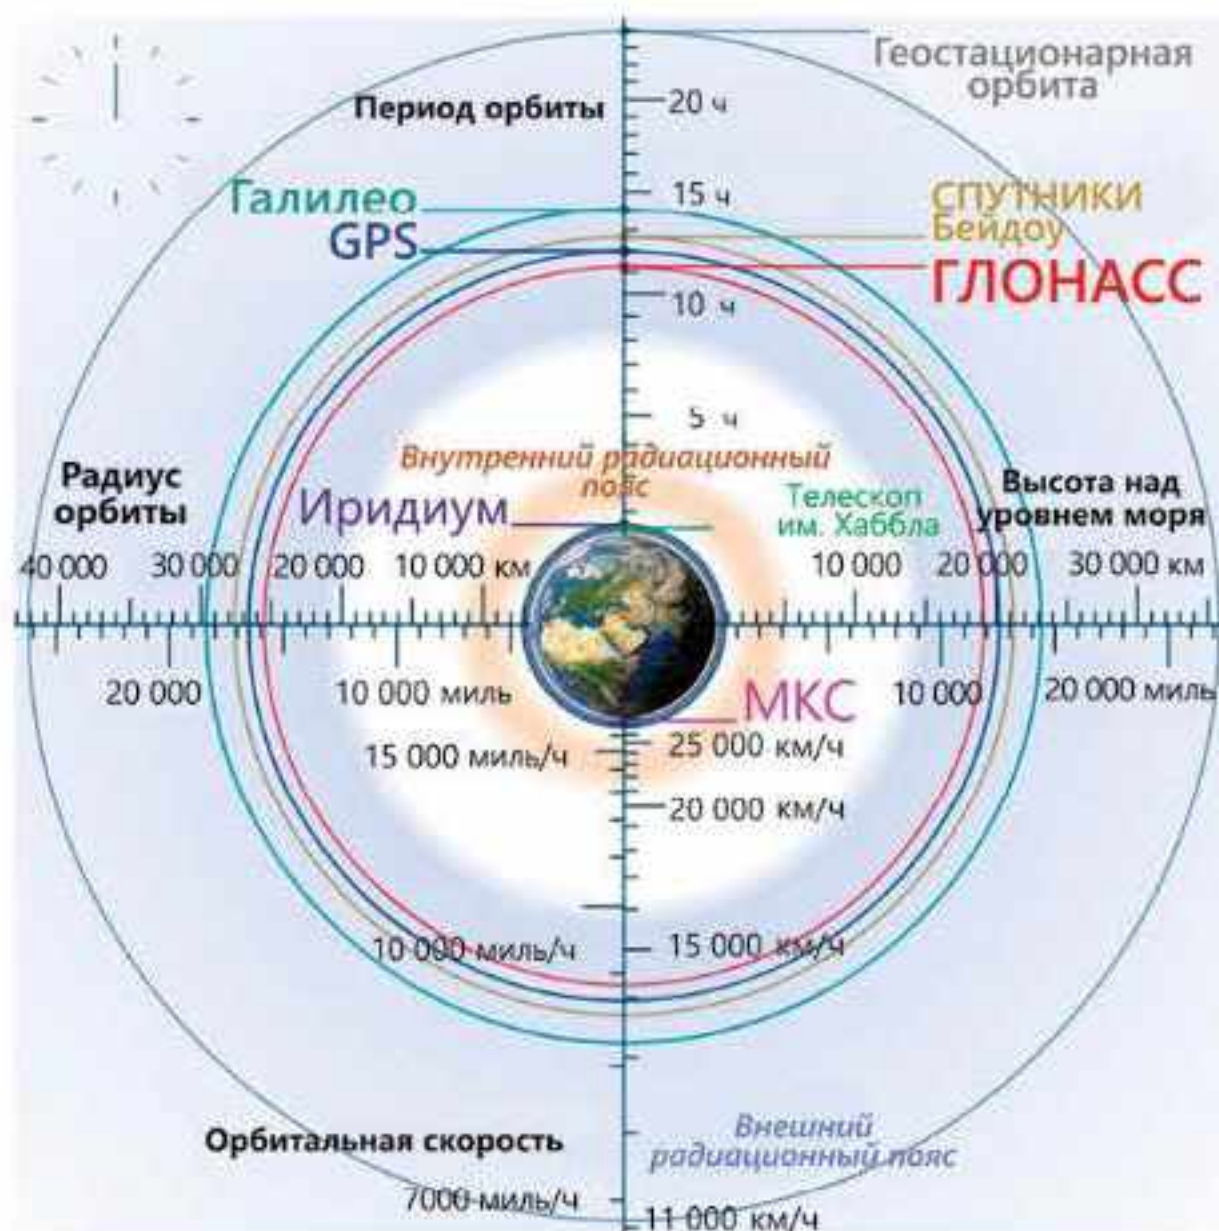 Геостационарная
орбита
Период орбиты
20 ч
Галилео
15 ч
СПУТНИКИ
Бейдоу
GPS
ГЛОНАСС
10 ч
5 ч
Внутренний радиационный
пояс
Радиус
орбиты
Иридиум
Телескоп
им. Хаббла
Высота над
уровнем моря
40 000 30 000 20 000 10 000 км 10 000 20 000 30 000 км
20 000 10 000 миль МКС 10 000 20 000 миль
15 000 миль/ч 25 000 км/ч
20 000 км/ч
10 000 миль/ч 15 000 км/ч
Орбитальная скорость
Внешний
радиационный пояс
7000 миль/ч 11 000 км/ч